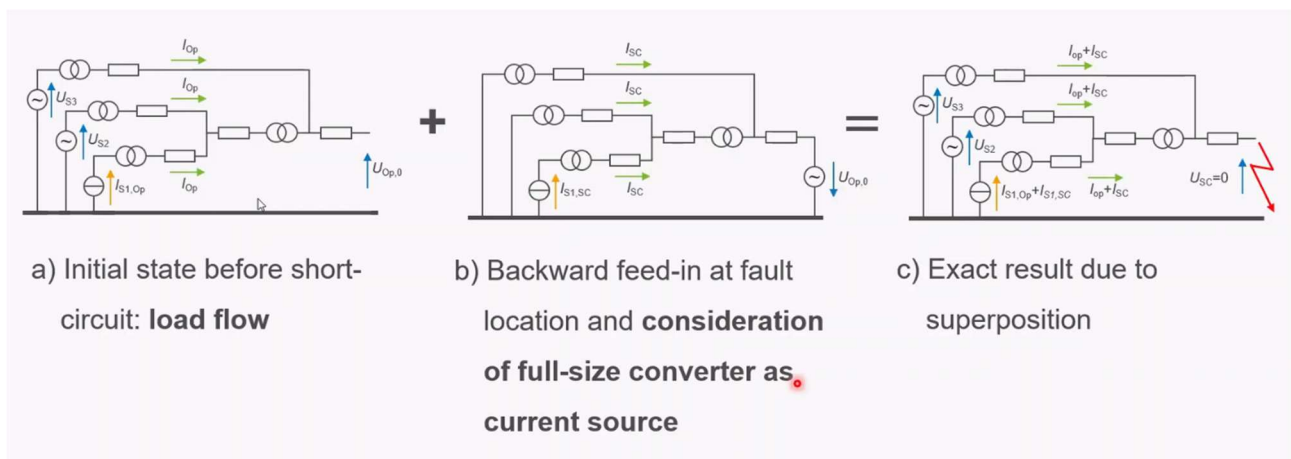 I_Op
I_Op
U_S3
U_S2
I_S1,Op
I_Op
U_Op,0
+
I_SC
I_SC
I_S1,SC
I_SC
U_Op,0
=
I_op+I_SC
I_op+I_SC
U_S3
U_S2
I_S1,Op+I_S1,SC
I_op+I_SC
U_SC=0
a) Initial state before short-
circuit: load flow
b) Backward feed-in at fault
location and consideration
of full-size converter as
current source
c) Exact result due to
superposition